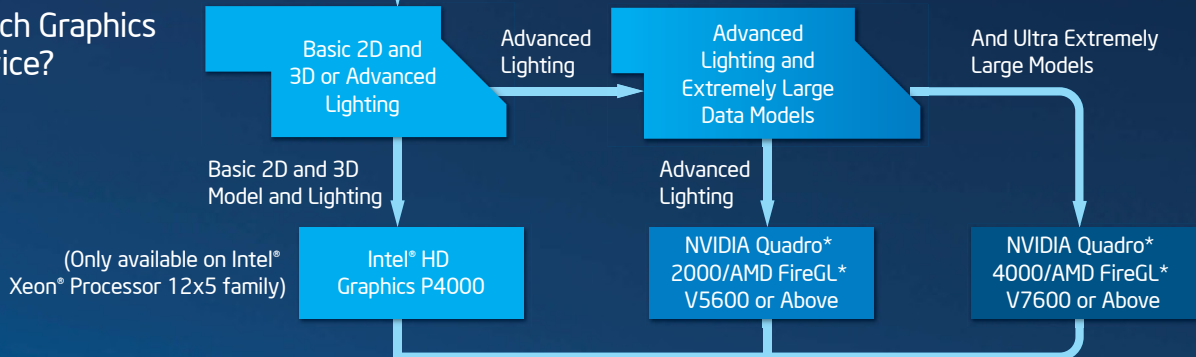 ch Graphics
ice?
Basic 2D and
3D or Advanced
Lighting
Advanced
Lighting
Advanced
Lighting and
Extremely Large
Data Models
And Ultra Extremely
Large Models
Basic 2D and 3D
Model and Lighting
Advanced
Lighting
(Only available on Intel®
Xeon® Processor 12x5 family)
Intel® HD
Graphics P4000
NVIDIA Quadro*
2000/AMD FireGL*
V5600 or Above
NVIDIA Quadro*
4000/AMD FireGL*
V7600 or Above